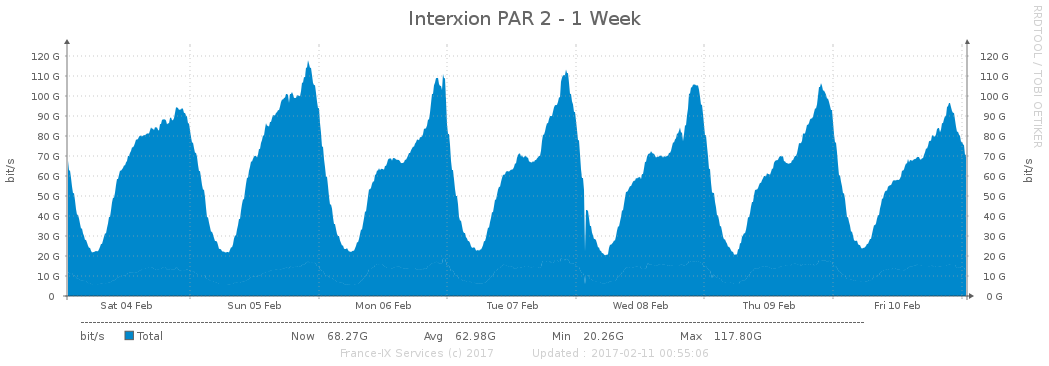 Interxion PAR 2 - 1 Week
RRDTOOL / TOBI OETIKER
bit/s
120 G
110 G
100 G
90 G
80 G
70 G
60 G
50 G
40 G
30 G
20 G
10 G
0
120 G
110 G
100 G
90 G
80 G
70 G
60 G
50 G
40 G
30 G
20 G
10 G
0 G
bit/s
Sat 04 Feb Sun 05 Feb Mon 06 Feb Tue 07 Feb Wed 08 Feb Thu 09 Feb Fri 10 Feb
bit/s Total Now 68.27G Avg 62.98G Min 20.26G Max 117.80G
France-IX Services (c) 2017 Updated : 2017-02-11 00:55:06